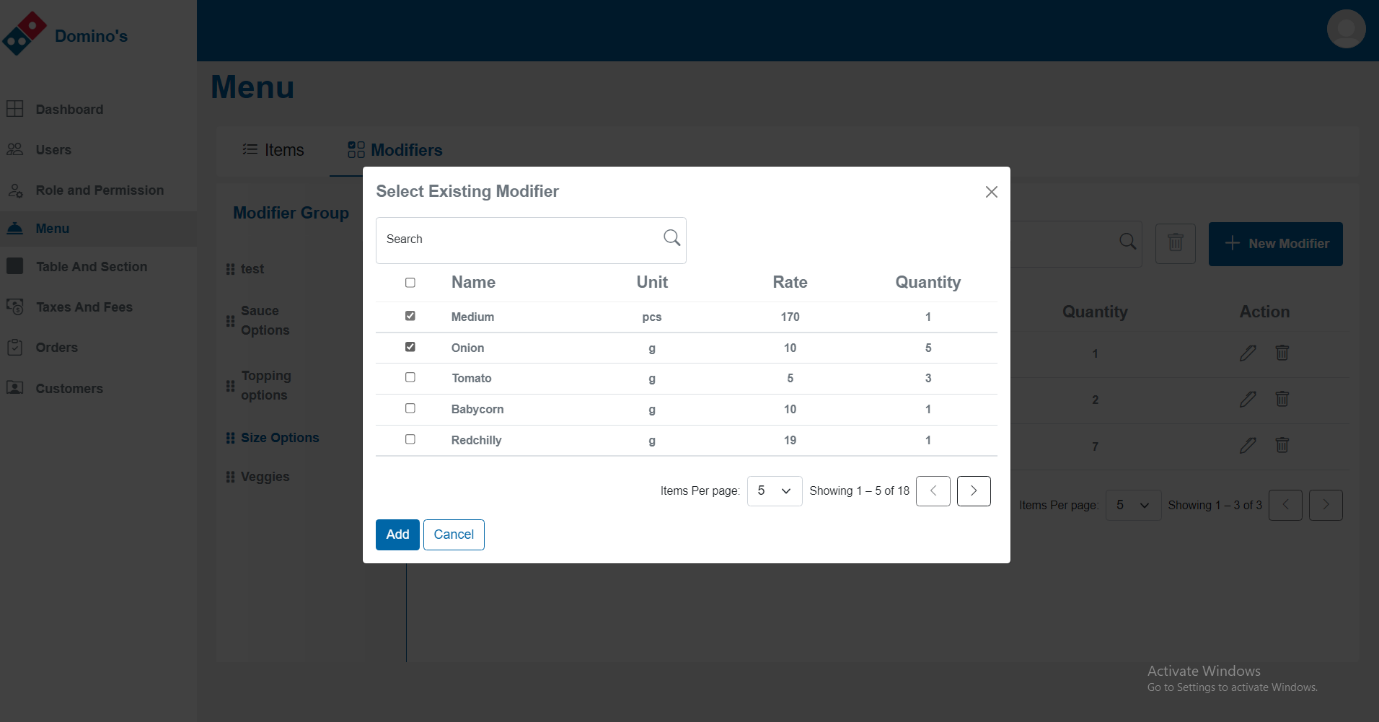 Domino's
Menu
Dashboard
Users
Role and Permission
Menu
Table And Section
Taxes And Fees
Orders
Customers
Items
Modifiers
Modifier Group
test
Sauce
Options
Topping
options
Size Options
Veggies
New Modifier
Quantity Action
1
2
7
Items Per page: 5 Showing 1 – 3 of 3
Select Existing Modifier
Search
Name Unit Rate Quantity
Medium pcs 170 1
Onion g 10 5
Tomato g 5 3
Babycorn g 10 1
Redchilly g 19 1
Items Per page: 5 Showing 1 – 5 of 18
Add Cancel
Activate Windows
Go to Settings to activate Windows.